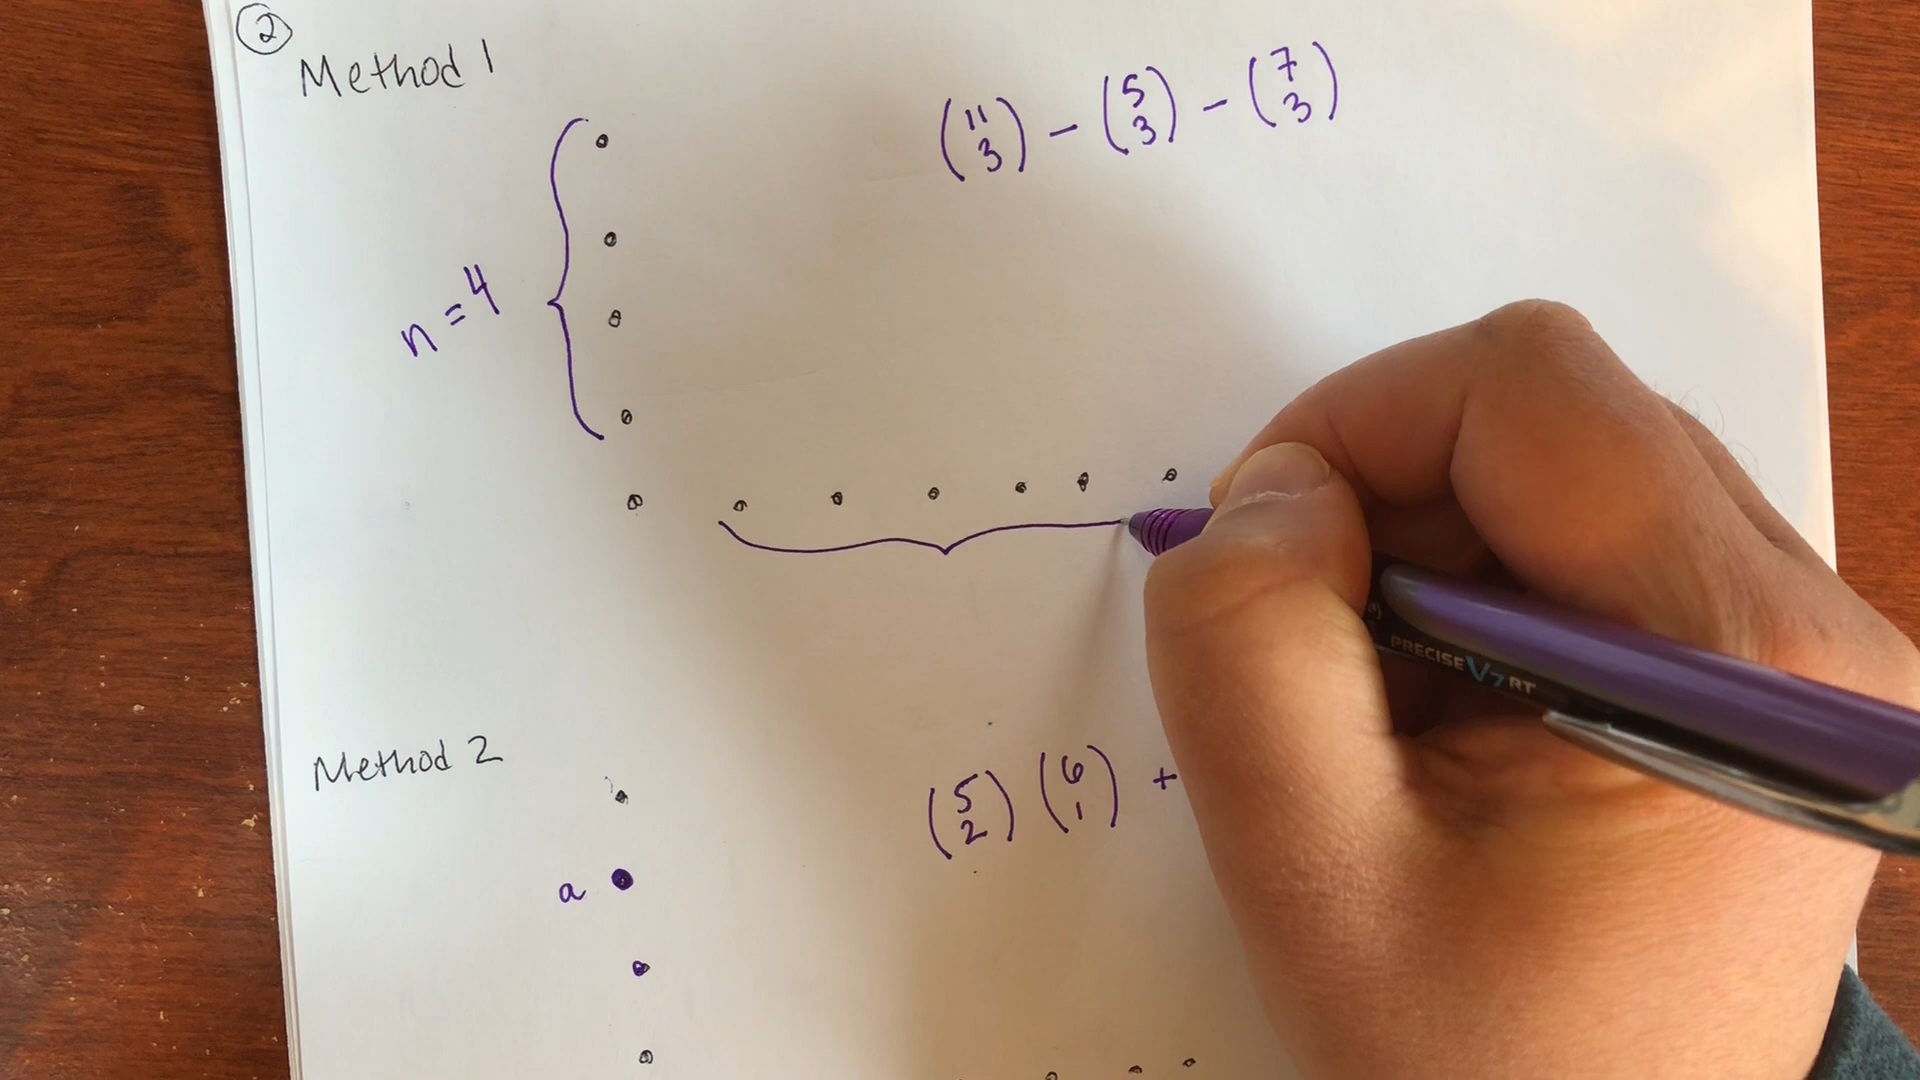 ②
Method 1
(11 3) - (5 3) - (7 3)
n = 4
PRECISE V7 RT
Method 2
(5 2) (6 1) +
a